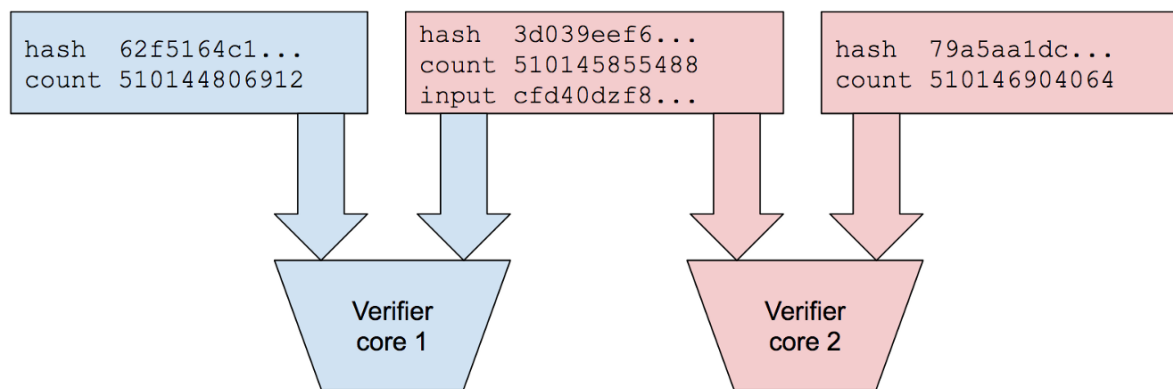 hash  62f5164c1...
count 510144806912
hash  3d039eef6...
count 510145855488
input cfd40dzf8...
hash  79a5aa1dc...
count 510146904064
Verifier
core 1
Verifier
core 2